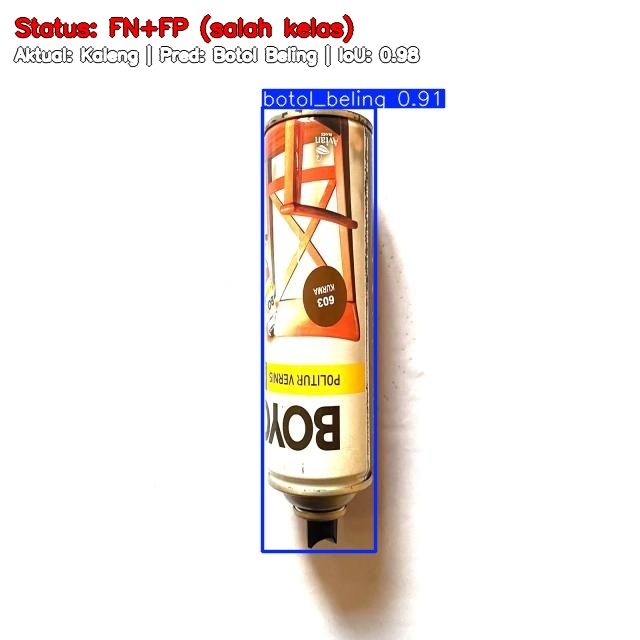 Status: FN+FP (salah kelas)
Aktual: Kaleng | Pred: Botol Beling | IoU: 0.98
botol_beling 0.91
Avian
603
KURMA
POLITUR VERNIS
BOYO